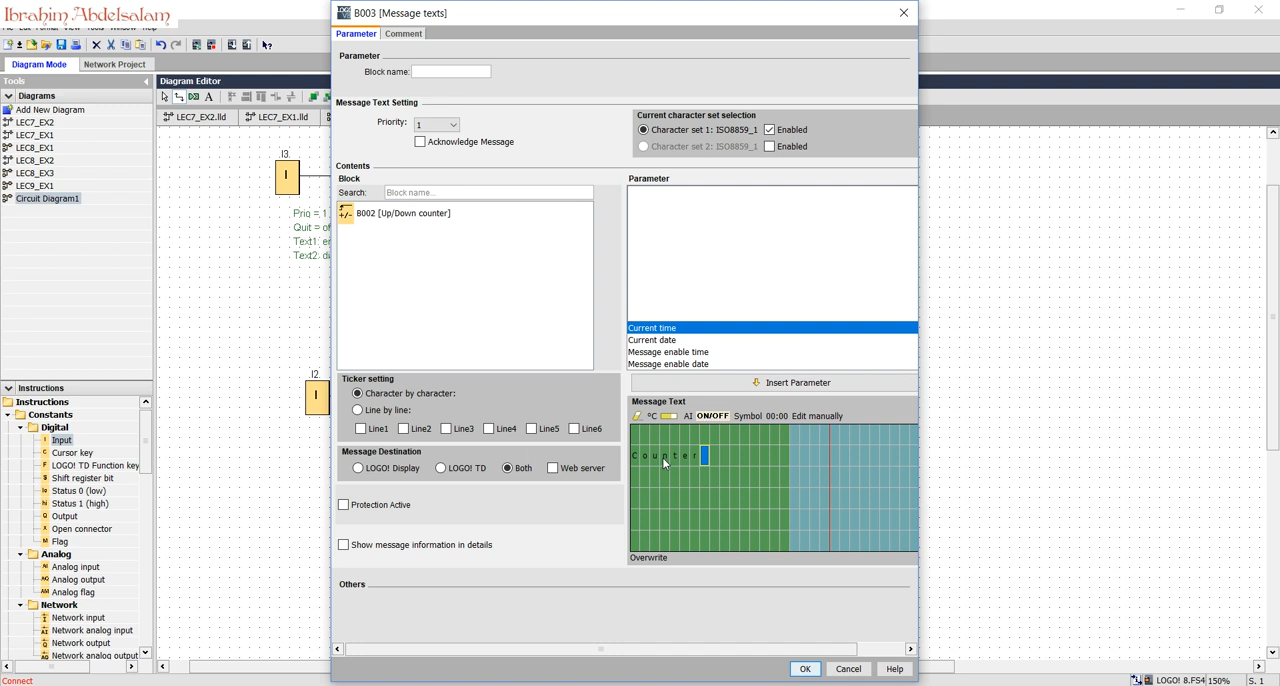 Ibrahim Abdelsalam
B003 [Message texts]
Parameter
Comment
Diagram Mode
Network Project
Tools
Diagram Editor
Diagrams
Add New Diagram
LEC7_EX2
LEC7_EX1
LEC8_EX1
LEC8_EX2
LEC8_EX3
LEC9_EX1
Circuit Diagram1
LEC7_EX2.lld
LEC7_EX1.lld
A
I3
I
Prio = 1
Quit = of
Text1: e
Text2: di
I2
I
Instructions
Instructions
Constants
Digital
Input
Cursor key
LOGO! TD Function key
Shift register bit
Status 0 (low)
Status 1 (high)
Output
Open connector
Flag
Analog
Analog input
Analog output
Analog flag
Network
Network input
Network analog input
Network output
Network analog output
Connect
Parameter
Block name:
Message Text Setting
Priority: 1
Acknowledge Message
Current character set selection
Character set 1: ISO8859_1 Enabled
Character set 2: ISO8859_1 Enabled
Contents
Block
Search: Block name...
B002 [Up/Down counter]
Parameter
Current time
Current date
Message enable time
Message enable date
Insert Parameter
Ticker setting
Character by character:
Line by line:
Line1 Line2 Line3 Line4 Line5 Line6
Message Destination
LOGO! Display LOGO! TD Both Web server
Protection Active
Show message information in details
Message Text
°C AI ON/OFF Symbol 00:00 Edit manually
Counter
Overwrite
Others
OK Cancel Help
LOGO! 8.FS4 150% S. 1